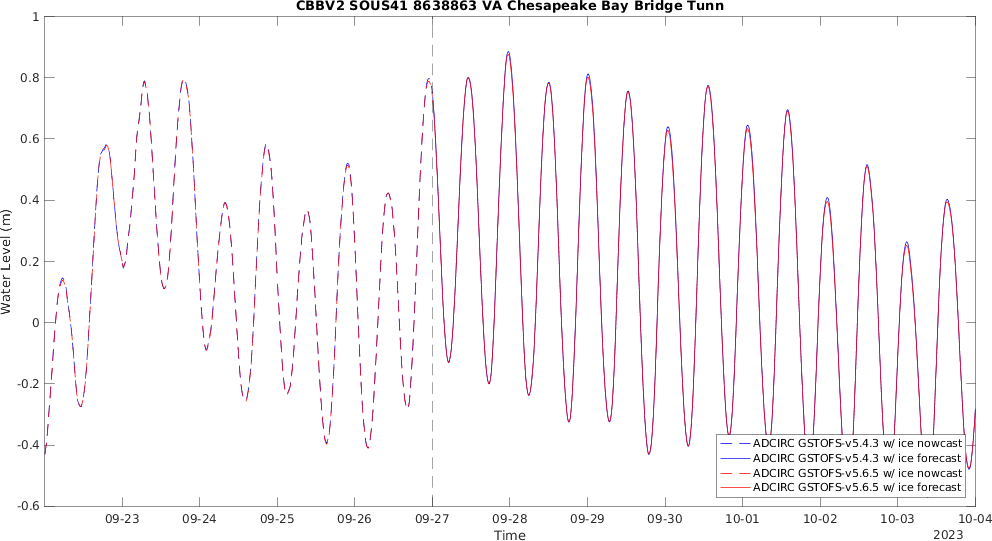 CBBV2 SOUS41 8638863 VA Chesapeake Bay Bridge Tunn
1
0.8
0.6
0.4
0.2
0
-0.2
-0.4
-0.6
Water Level (m)
ADCIRC GSTOFS-v5.4.3 w/ ice nowcast
ADCIRC GSTOFS-v5.4.3 w/ ice forecast
ADCIRC GSTOFS-v5.6.5 w/ ice nowcast
ADCIRC GSTOFS-v5.6.5 w/ ice forecast
09-23 09-24 09-25 09-26 09-27 09-28 09-29 09-30 10-01 10-02 10-03 10-04
Time
2023